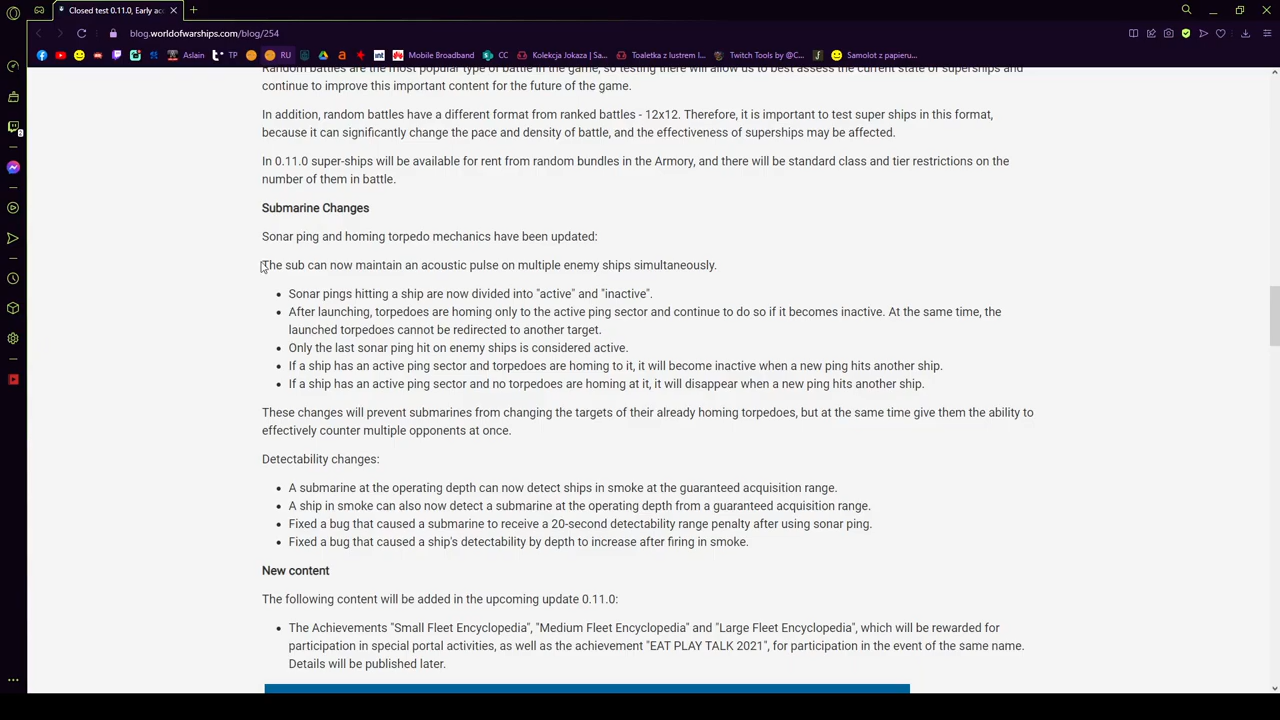 Closed test 0.11.0, Early acc
blog.worldofwarships.com/blog/254
Aslain
TP
RU
Mobile Broadband
CC
Kolekcja Jokaza | Sa...
Toaletka z lustrem I...
Twitch Tools by @C...
Samolot z papieru...
Random battles are the most popular type of battle in the game, so testing there will allow us to best assess the current state of superships and
continue to improve this important content for the future of the game.
In addition, random battles have a different format from ranked battles - 12x12. Therefore, it is important to test super ships in this format,
because it can significantly change the pace and density of battle, and the effectiveness of superships may be affected.
In 0.11.0 super-ships will be available for rent from random bundles in the Armory, and there will be standard class and tier restrictions on the
number of them in battle.
Submarine Changes
Sonar ping and homing torpedo mechanics have been updated:
The sub can now maintain an acoustic pulse on multiple enemy ships simultaneously.
Sonar pings hitting a ship are now divided into "active" and "inactive".
After launching, torpedoes are homing only to the active ping sector and continue to do so if it becomes inactive. At the same time, the
launched torpedoes cannot be redirected to another target.
Only the last sonar ping hit on enemy ships is considered active.
If a ship has an active ping sector and torpedoes are homing to it, it will become inactive when a new ping hits another ship.
If a ship has an active ping sector and no torpedoes are homing at it, it will disappear when a new ping hits another ship.
These changes will prevent submarines from changing the targets of their already homing torpedoes, but at the same time give them the ability to
effectively counter multiple opponents at once.
Detectability changes:
A submarine at the operating depth can now detect ships in smoke at the guaranteed acquisition range.
A ship in smoke can also now detect a submarine at the operating depth from a guaranteed acquisition range.
Fixed a bug that caused a submarine to receive a 20-second detectability range penalty after using sonar ping.
Fixed a bug that caused a ship's detectability by depth to increase after firing in smoke.
New content
The following content will be added in the upcoming update 0.11.0:
The Achievements "Small Fleet Encyclopedia", "Medium Fleet Encyclopedia" and "Large Fleet Encyclopedia", which will be rewarded for
participation in special portal activities, as well as the achievement "EAT PLAY TALK 2021", for participation in the event of the same name.
Details will be published later.